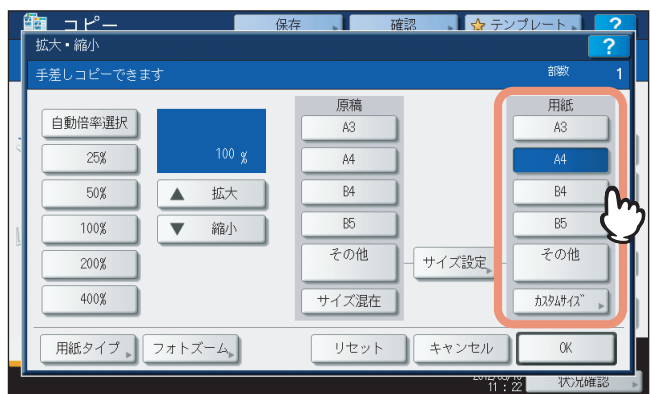 コピー
保存
確認
テンプレート
?
拡大・縮小
?
手差しコピーできます
部数 1
原稿
用紙
自動倍率選択
100 %
A3
A3
25%
A4
A4
50%
▲ 拡大
B4
B4
100%
▼ 縮小
B5
B5
200%
その他
サイズ設定
その他
400%
サイズ混在
カスタムサイズ
用紙タイプ
フォトズーム
リセット
キャンセル
OK
11 : 22
状況確認